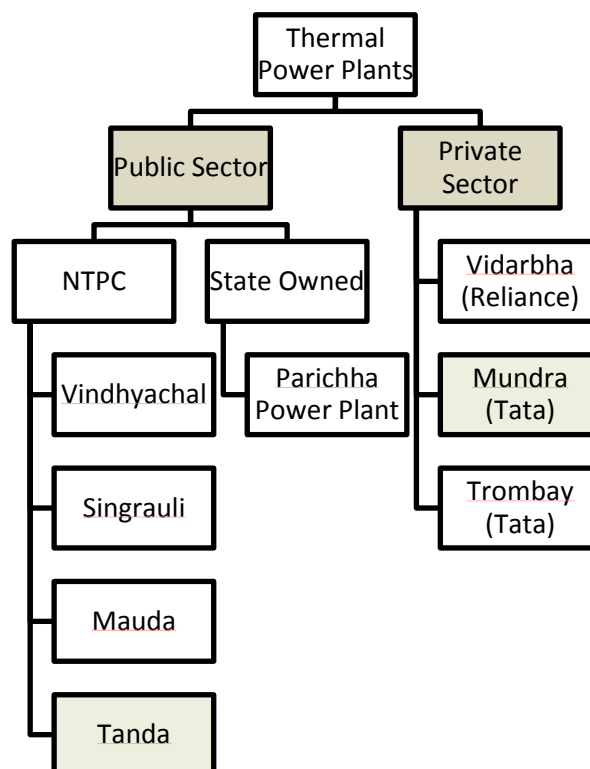 Thermal
Power Plants
Public Sector
Private
Sector
NTPC
State Owned
Vidarbha
(Reliance)
Vindhyachal
Parichha
Power Plant
Mundra
(Tata)
Singrauli
Trombay
(Tata)
Mauda
Tanda